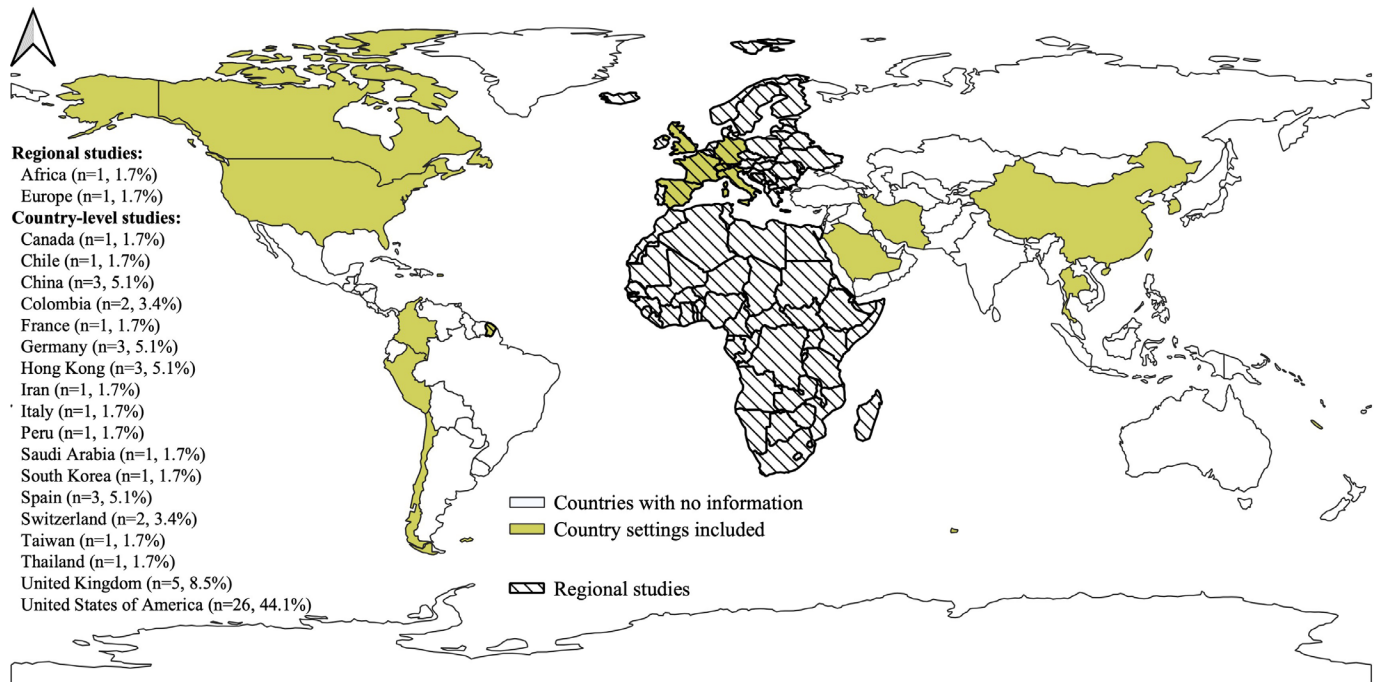 Regional studies:
Africa (n=1, 1.7%)
Europe (n=1, 1.7%)
Country-level studies:
Canada (n=1, 1.7%)
Chile (n=1, 1.7%)
China (n=3, 5.1%)
Colombia (n=2, 3.4%)
France (n=1, 1.7%)
Germany (n=3, 5.1%)
Hong Kong (n=3, 5.1%)
Iran (n=1, 1.7%)
Italy (n=1, 1.7%)
Peru (n=1, 1.7%)
Saudi Arabia (n=1, 1.7%)
South Korea (n=1, 1.7%)
Spain (n=3, 5.1%)
Switzerland (n=2, 3.4%)
Taiwan (n=1, 1.7%)
Thailand (n=1, 1.7%)
United Kingdom (n=5, 8.5%)
United States of America (n=26, 44.1%)
Countries with no information
Country settings included
Regional studies